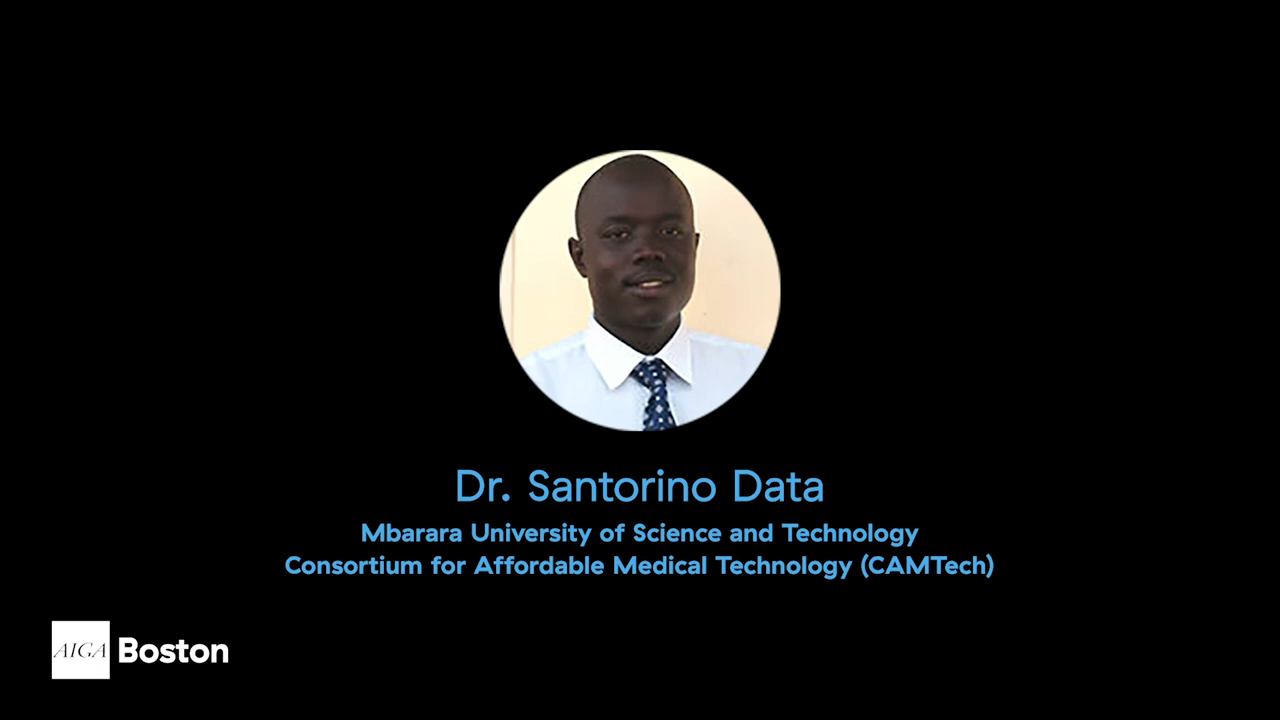 Dr. Santorino Data
Mbarara University of Science and Technology
Consortium for Affordable Medical Technology (CAMTech)
AIGA Boston